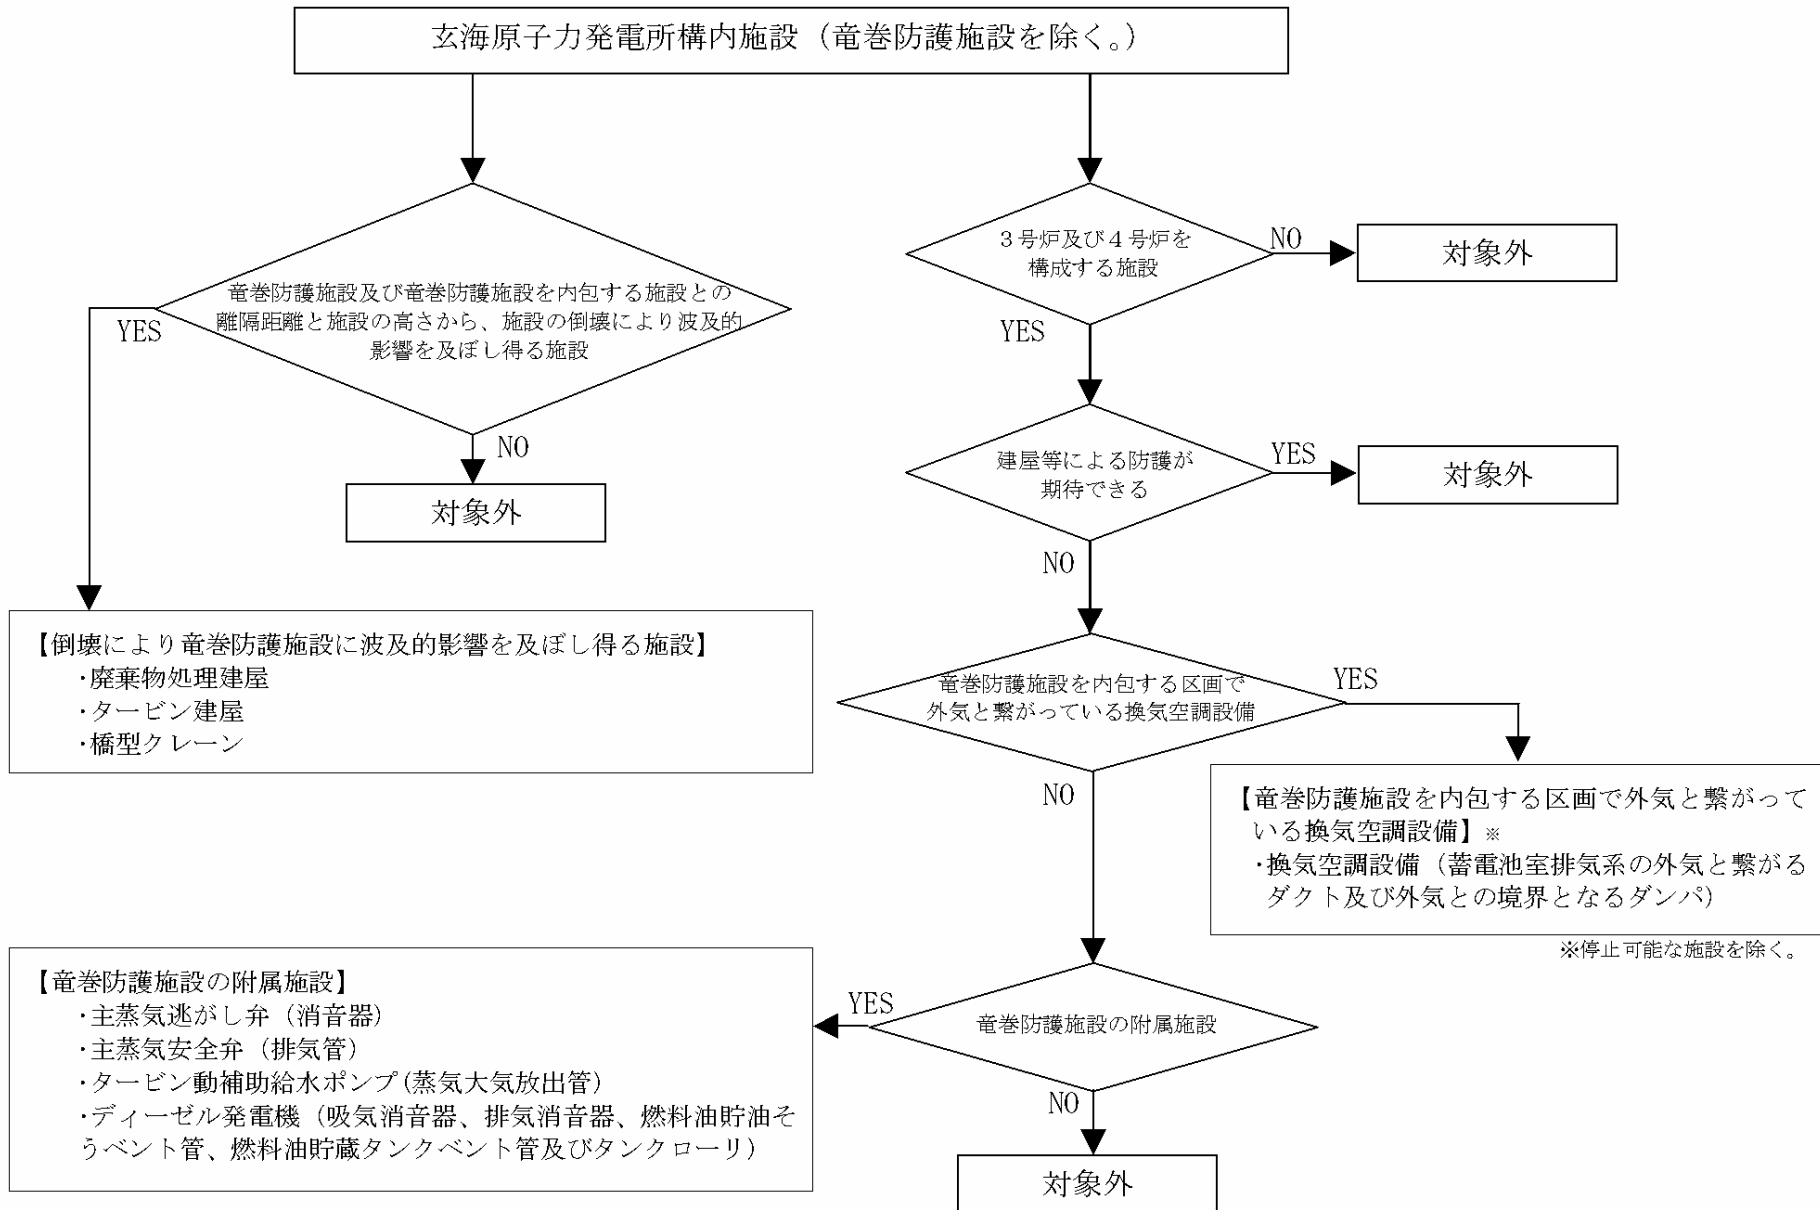 玄海原子力発電所構内施設（竜巻防護施設を除く。）
竜巻防護施設及び竜巻防護施設を内包する施設との
離隔距離と施設の高さから、施設の倒壊により波及的
影響を及ぼし得る施設
YES
NO
対象外
【倒壊により竜巻防護施設に波及的影響を及ぼし得る施設】
・廃棄物処理建屋
・タービン建屋
・橋型クレーン
３号炉及び４号炉を
構成する施設
NO
対象外
YES
建屋等による防護が
期待できる
YES
対象外
NO
竜巻防護施設を内包する区画で
外気と繋がっている換気空調設備
YES
【竜巻防護施設を内包する区画で外気と繋がって
いる換気空調設備】※
・換気空調設備（蓄電池室排気系の外気と繋がる
ダクト及び外気との境界となるダンパ）
※停止可能な施設を除く。
NO
竜巻防護施設の附属施設
YES
【竜巻防護施設の附属施設】
・主蒸気逃がし弁（消音器）
・主蒸気安全弁（排気管）
・タービン動補助給水ポンプ(蒸気大気放出管）
・ディーゼル発電機（吸気消音器、排気消音器、燃料油貯油そ
うベント管、燃料油貯蔵タンクベント管及びタンクローリ）
NO
対象外